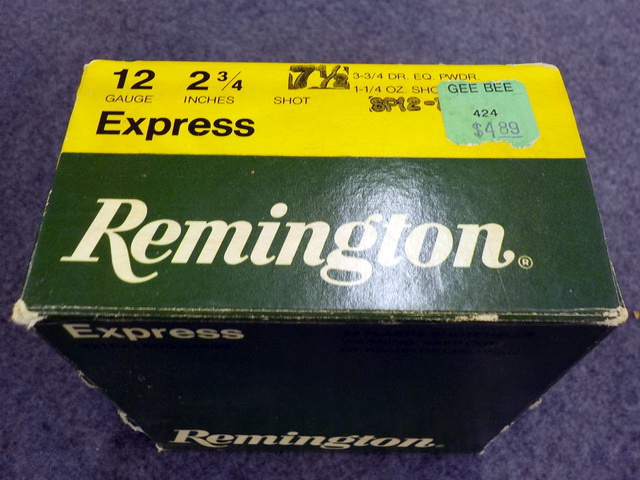 12 2 3/4 7 1/2 3-3/4 DR. EQ. PWDR.
GAUGE INCHES SHOT 1-1/4 OZ.
Express
GEE BEE
424
$4.89
Remington®
Express
Remington